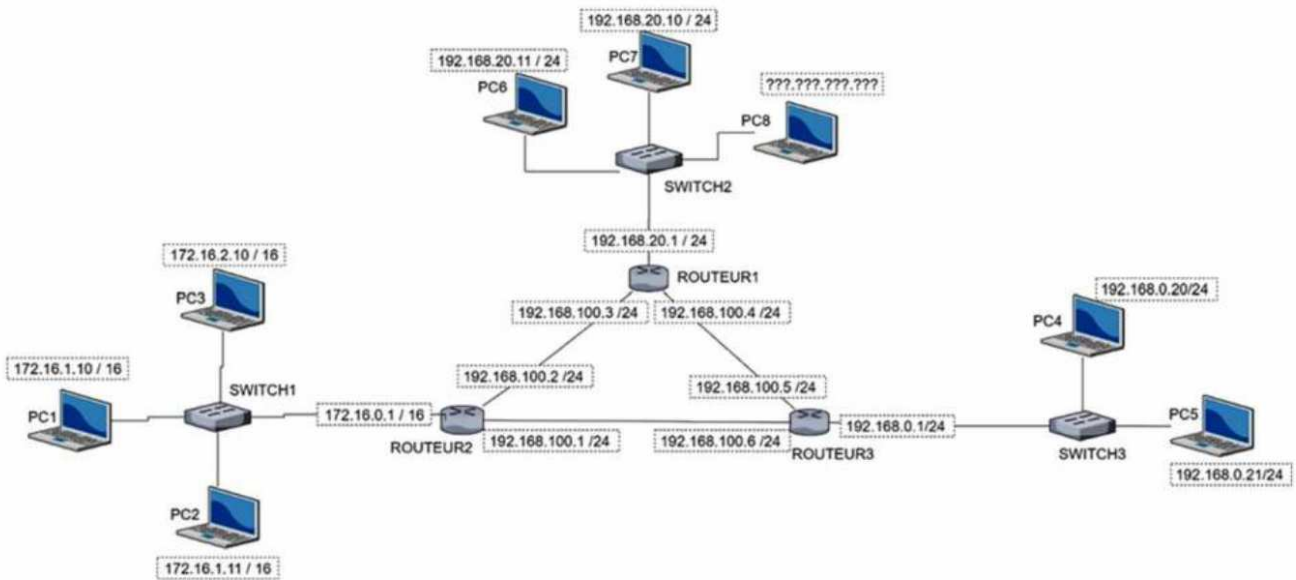 192.168.20.10 / 24
PC7
192.168.20.11 / 24
PC6
???.???.???.???
PC8
SWITCH2
192.168.20.1 / 24
ROUTEUR1
172.16.2.10 / 16
PC3
192.168.0.20/24
PC4
192.168.100.3 /24
192.168.100.4 /24
172.16.1.10 / 16
PC1
SWITCH1
192.168.100.2 /24
192.168.100.5 /24
172.16.0.1 / 16
ROUTEUR2
192.168.100.1 /24
192.168.100.6 /24
ROUTEUR3
192.168.0.1/24
SWITCH3
PC5
192.168.0.21/24
PC2
172.16.1.11 / 16